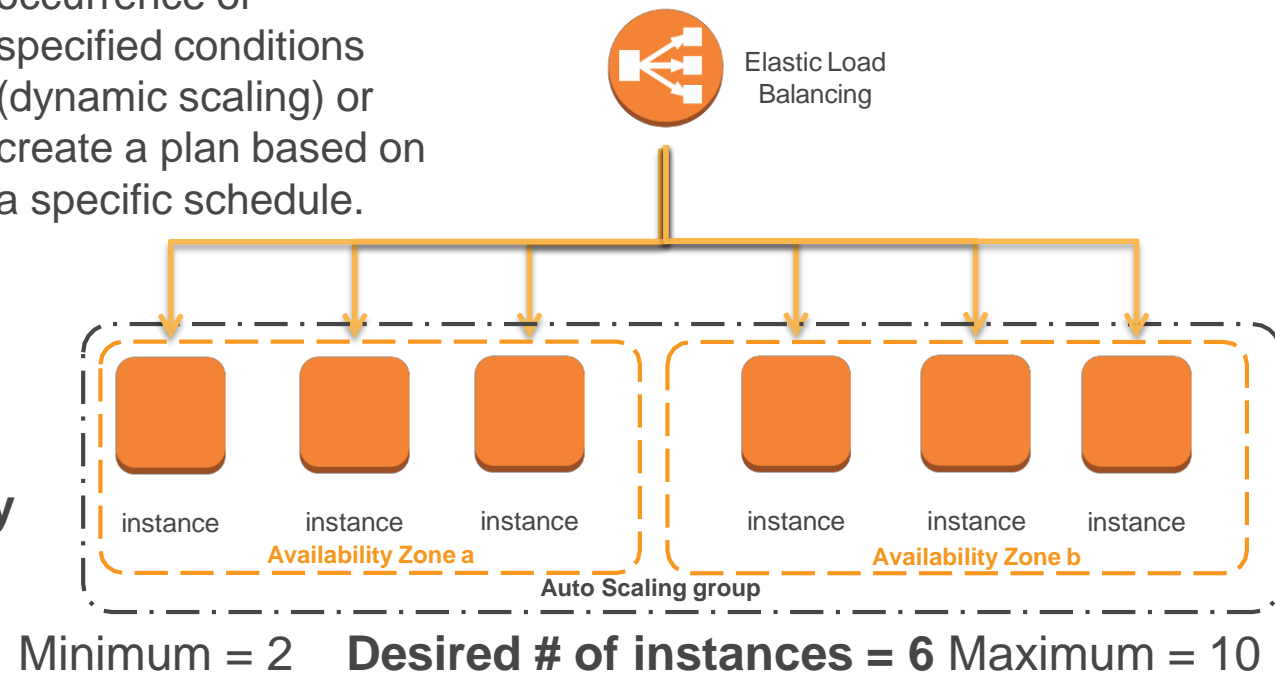 occurrence of
specified conditions
(dynamic scaling) or
create a plan based on
a specific schedule.
Elastic Load
Balancing
y
instance instance instance instance instance instance
Availability Zone a Availability Zone b
Auto Scaling group
Minimum = 2 Desired # of instances = 6 Maximum = 10